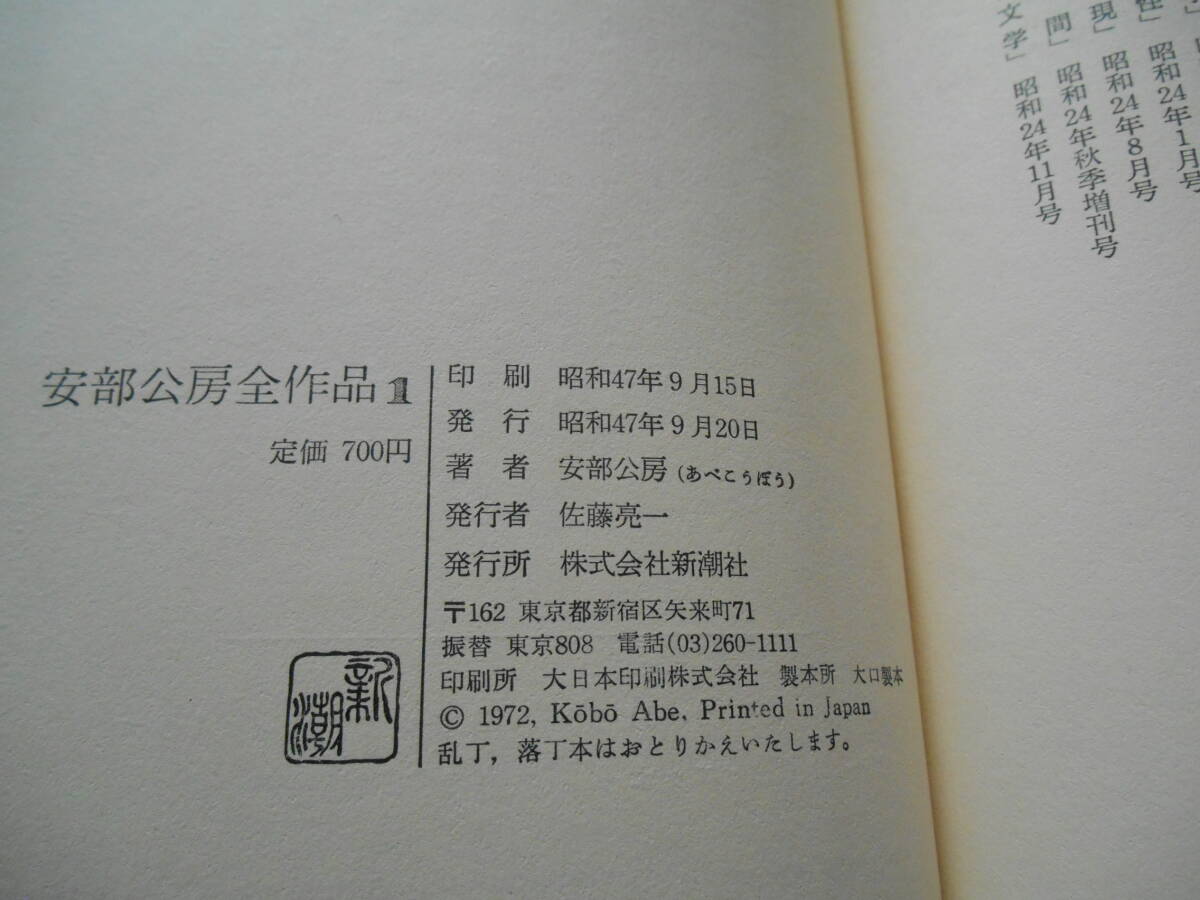 性」 昭和24年1月号
現」 昭和24年8月号
間」 昭和24年秋季増刊号
文学」 昭和24年11月号
安部公房全作品1
定価 700円
印 刷 昭和47年9月15日
発 行 昭和47年9月20日
著 者 安部公房(あべこうぼう)
発行者 佐藤亮一
発行所 株式会社新潮社
〒162 東京都新宿区矢来町71
振替 東京808 電話(03)260-1111
印刷所 大日本印刷株式会社 製本所 大口製本
© 1972, Kōbō Abe, Printed in Japan
乱丁，落丁本はおとりかえいたします。
新潮